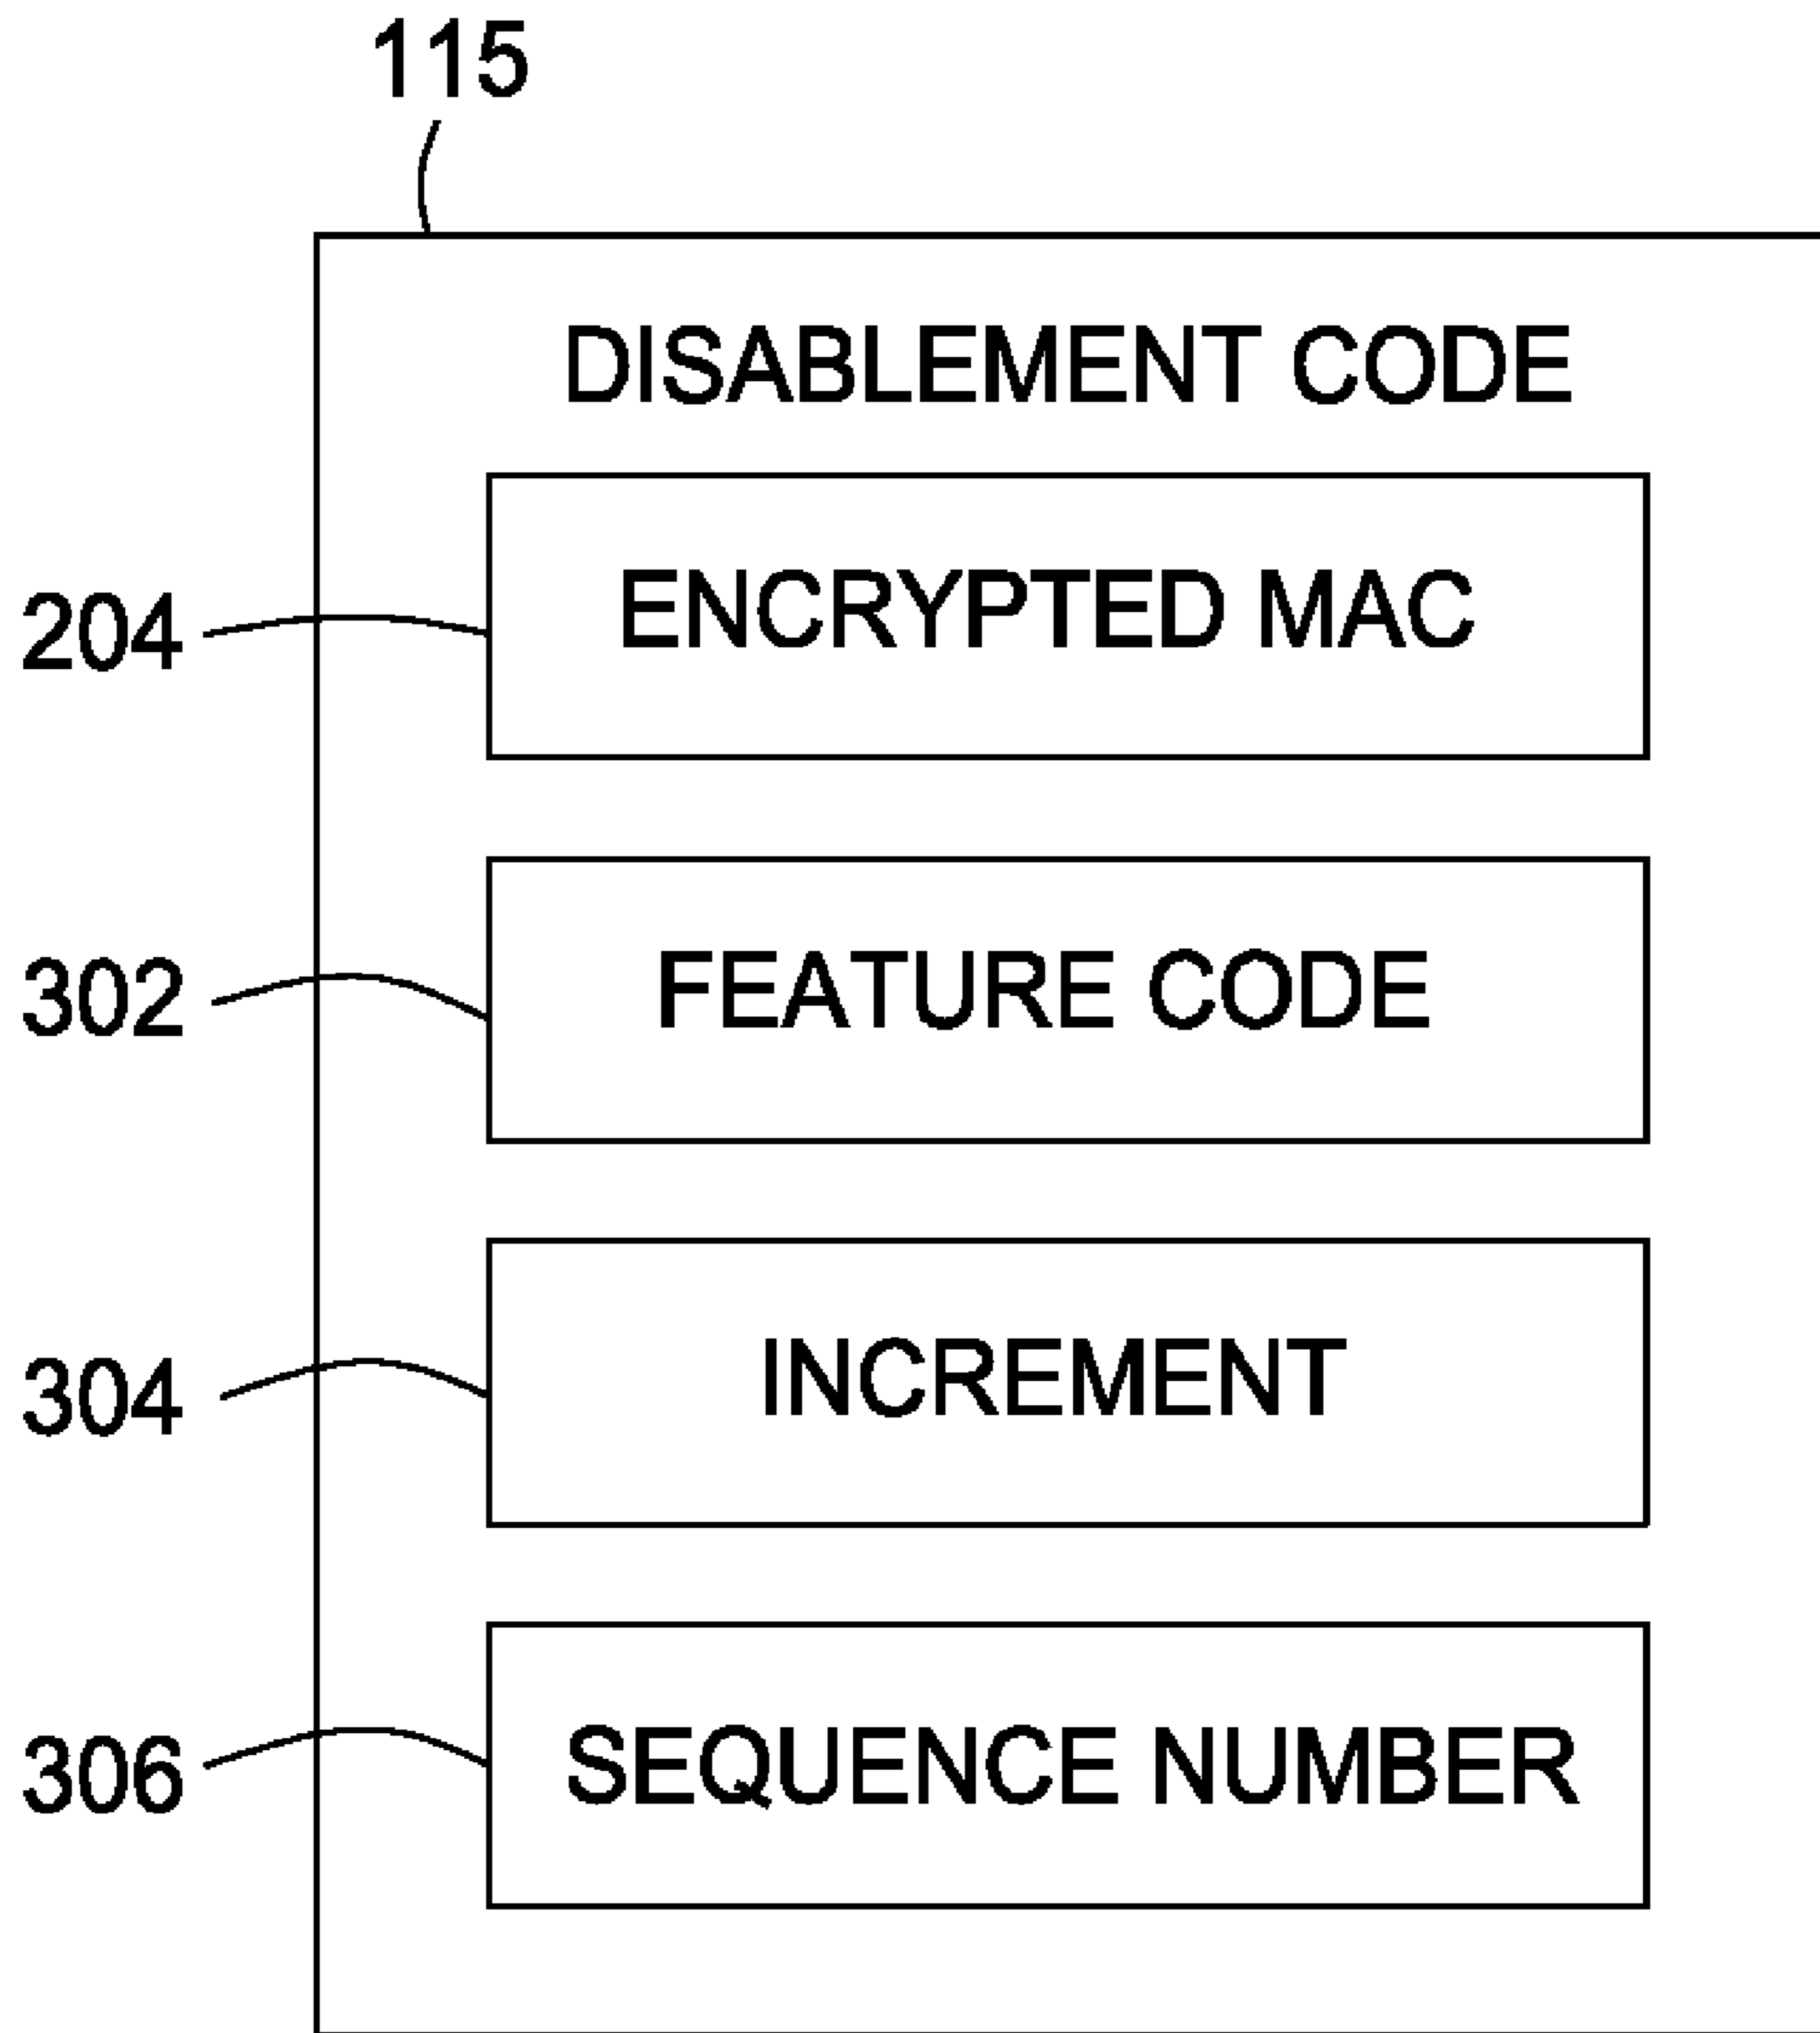 115
DISABLEMENT CODE
204
ENCRYPTED MAC
302
FEATURE CODE
304
INCREMENT
306
SEQUENCE NUMBER